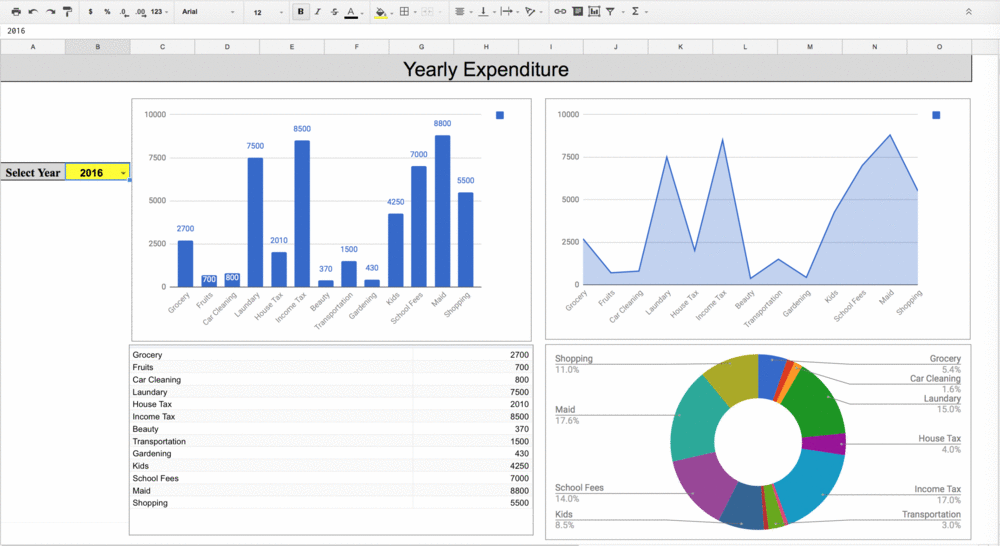 $ % .0 .00 123 Arial 12 B I S A Σ
2016
A B C D E F G H I J K L M N O
Yearly Expenditure
Select Year 2016
10000
7500
5000
2500
0
2700 700 800 7500 2010 8500 370 1500 430 4250 7000 8800 5500
Grocery Fruits Car Cleaning Laundary House Tax Income Tax Beauty Transportation Gardening Kids School Fees Maid Shopping
10000
7500
5000
2500
0
Grocery Fruits Car Cleaning Laundary House Tax Income Tax Beauty Transportation Gardening Kids School Fees Maid Shopping
Grocery 2700
Fruits 700
Car Cleaning 800
Laundary 7500
House Tax 2010
Income Tax 8500
Beauty 370
Transportation 1500
Gardening 430
Kids 4250
School Fees 7000
Maid 8800
Shopping 5500
Shopping
11.0%
Maid
17.6%
School Fees
14.0%
Kids
8.5%
Grocery
5.4%
Car Cleaning
1.6%
Laundary
15.0%
House Tax
4.0%
Income Tax
17.0%
Transportation
3.0%